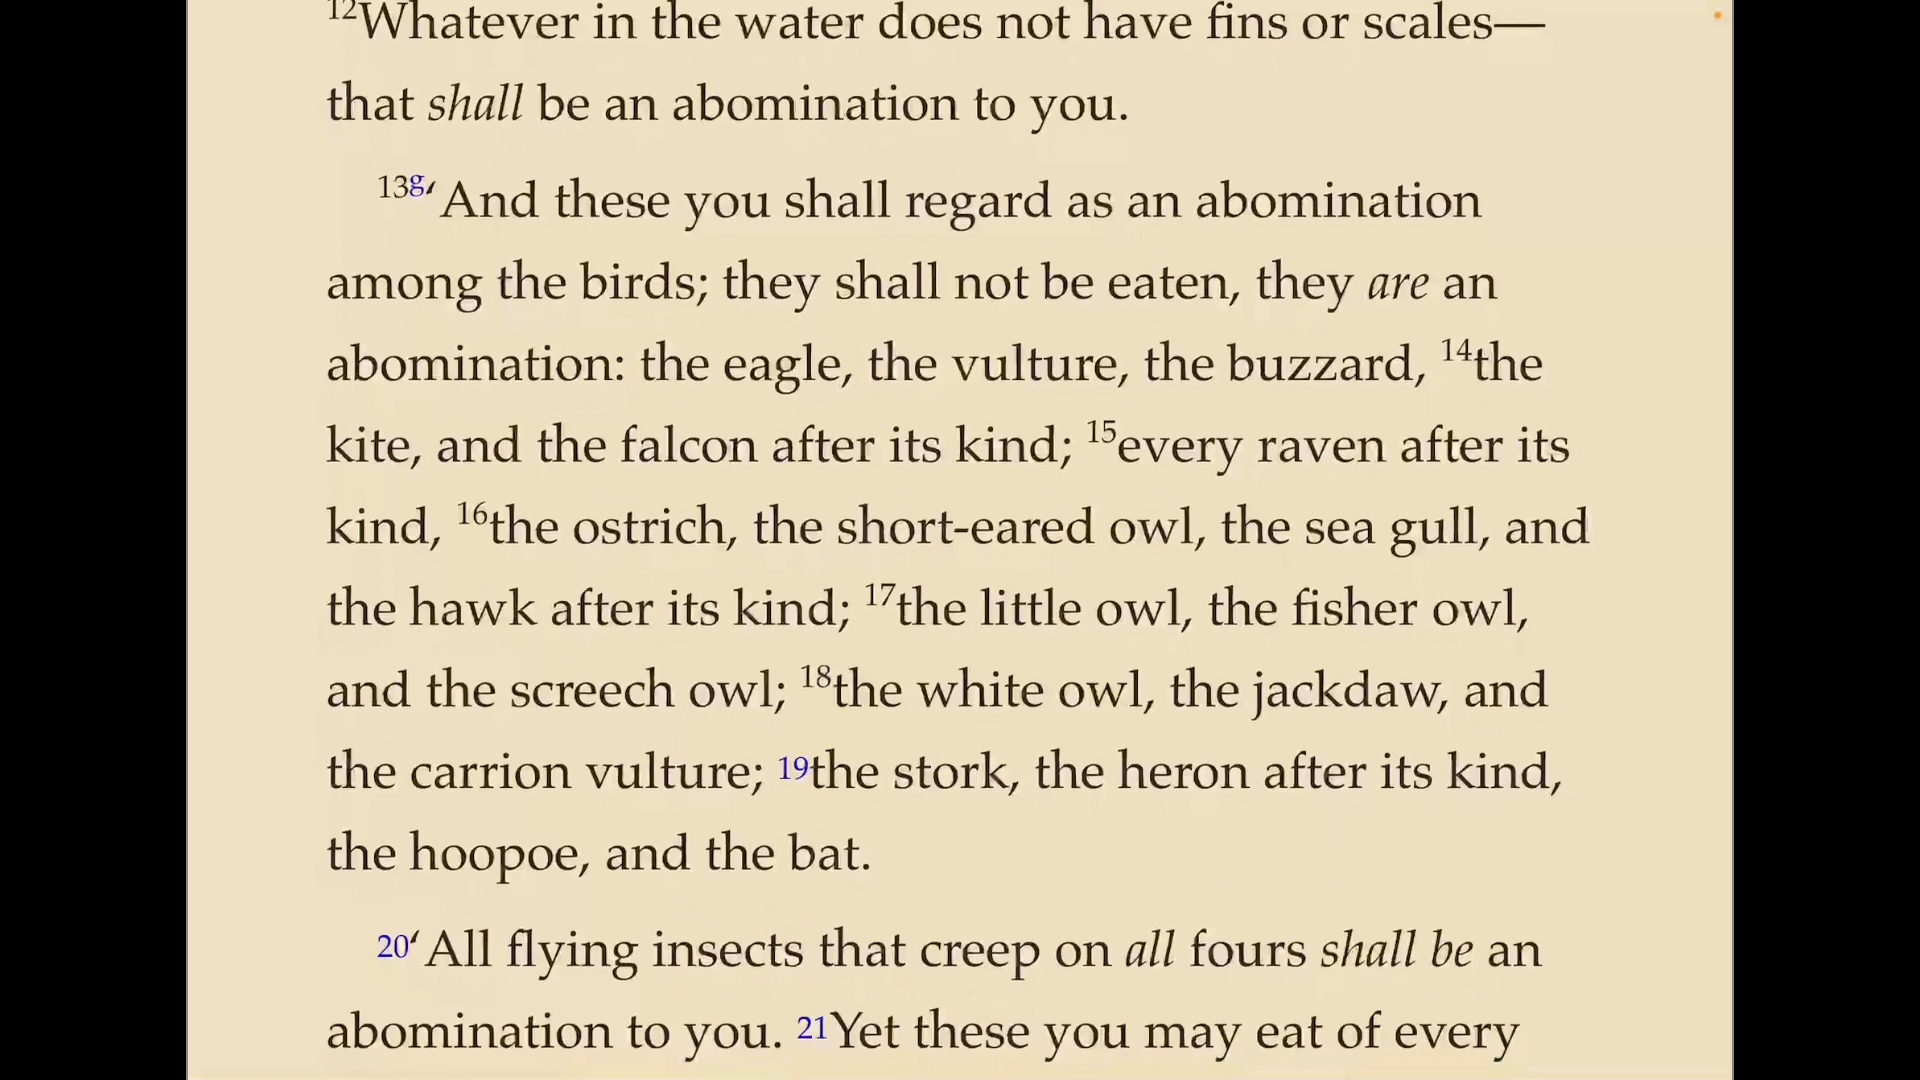 12Whatever in the water does not have fins or scales—
that shall be an abomination to you.
13g‘And these you shall regard as an abomination
among the birds; they shall not be eaten, they are an
abomination: the eagle, the vulture, the buzzard, 14the
kite, and the falcon after its kind; 15every raven after its
kind, 16the ostrich, the short-eared owl, the sea gull, and
the hawk after its kind; 17the little owl, the fisher owl,
and the screech owl; 18the white owl, the jackdaw, and
the carrion vulture; 19the stork, the heron after its kind,
the hoopoe, and the bat.
20‘All flying insects that creep on all fours shall be an
abomination to you. 21Yet these you may eat of every